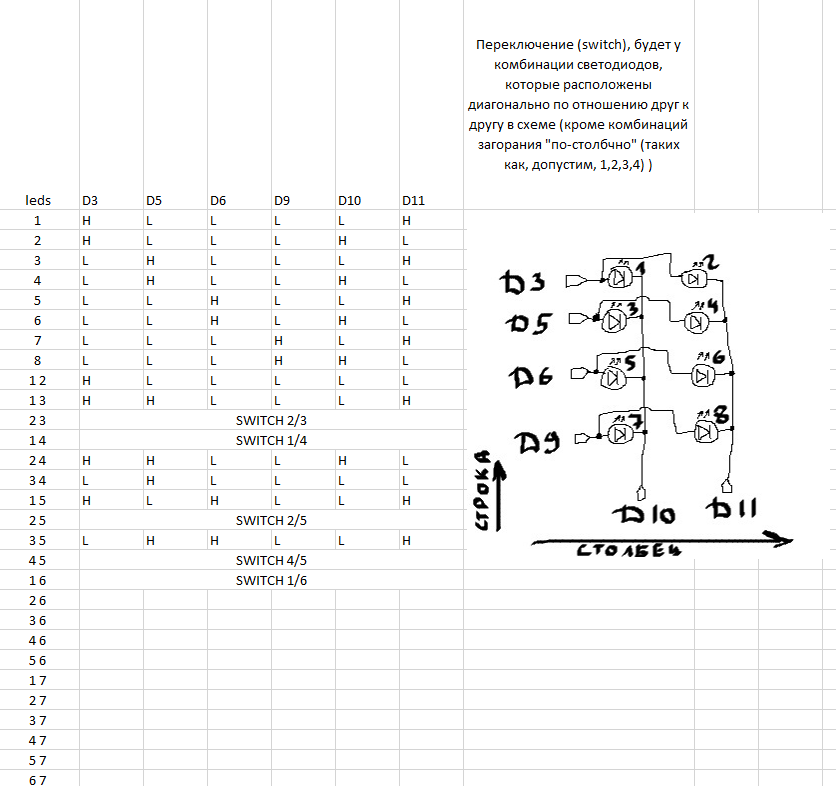 Переключение (switch), будет у
комбинации светодиодов,
которые расположены
диагонально по отношению друг к
другу в схеме (кроме комбинаций
загорания "по-столбчно" (таких
как, допустим, 1,2,3,4) )
leds D3 D5 D6 D9 D10 D11
1 H L L L L H
2 H L L L H L
3 L H L L L H
4 L H L L H L
5 L L H L L H
6 L L H L H L
7 L L L H L H
8 L L L H H L
1 2 H L L L L L
1 3 H H L L L H
2 3 SWITCH 2/3
1 4 SWITCH 1/4
2 4 H H L L H L
3 4 L H L L L L
1 5 H L H L L H
2 5 SWITCH 2/5
3 5 L H H L L H
4 5 SWITCH 4/5
1 6 SWITCH 1/6
2 6
3 6
4 6
5 6
1 7
2 7
3 7
4 7
5 7
6 7
D3 1 2
D5 3 4
D6 5 6
D9 7 8
D10 D11
СТРОКА
СТОЛБЕЦ